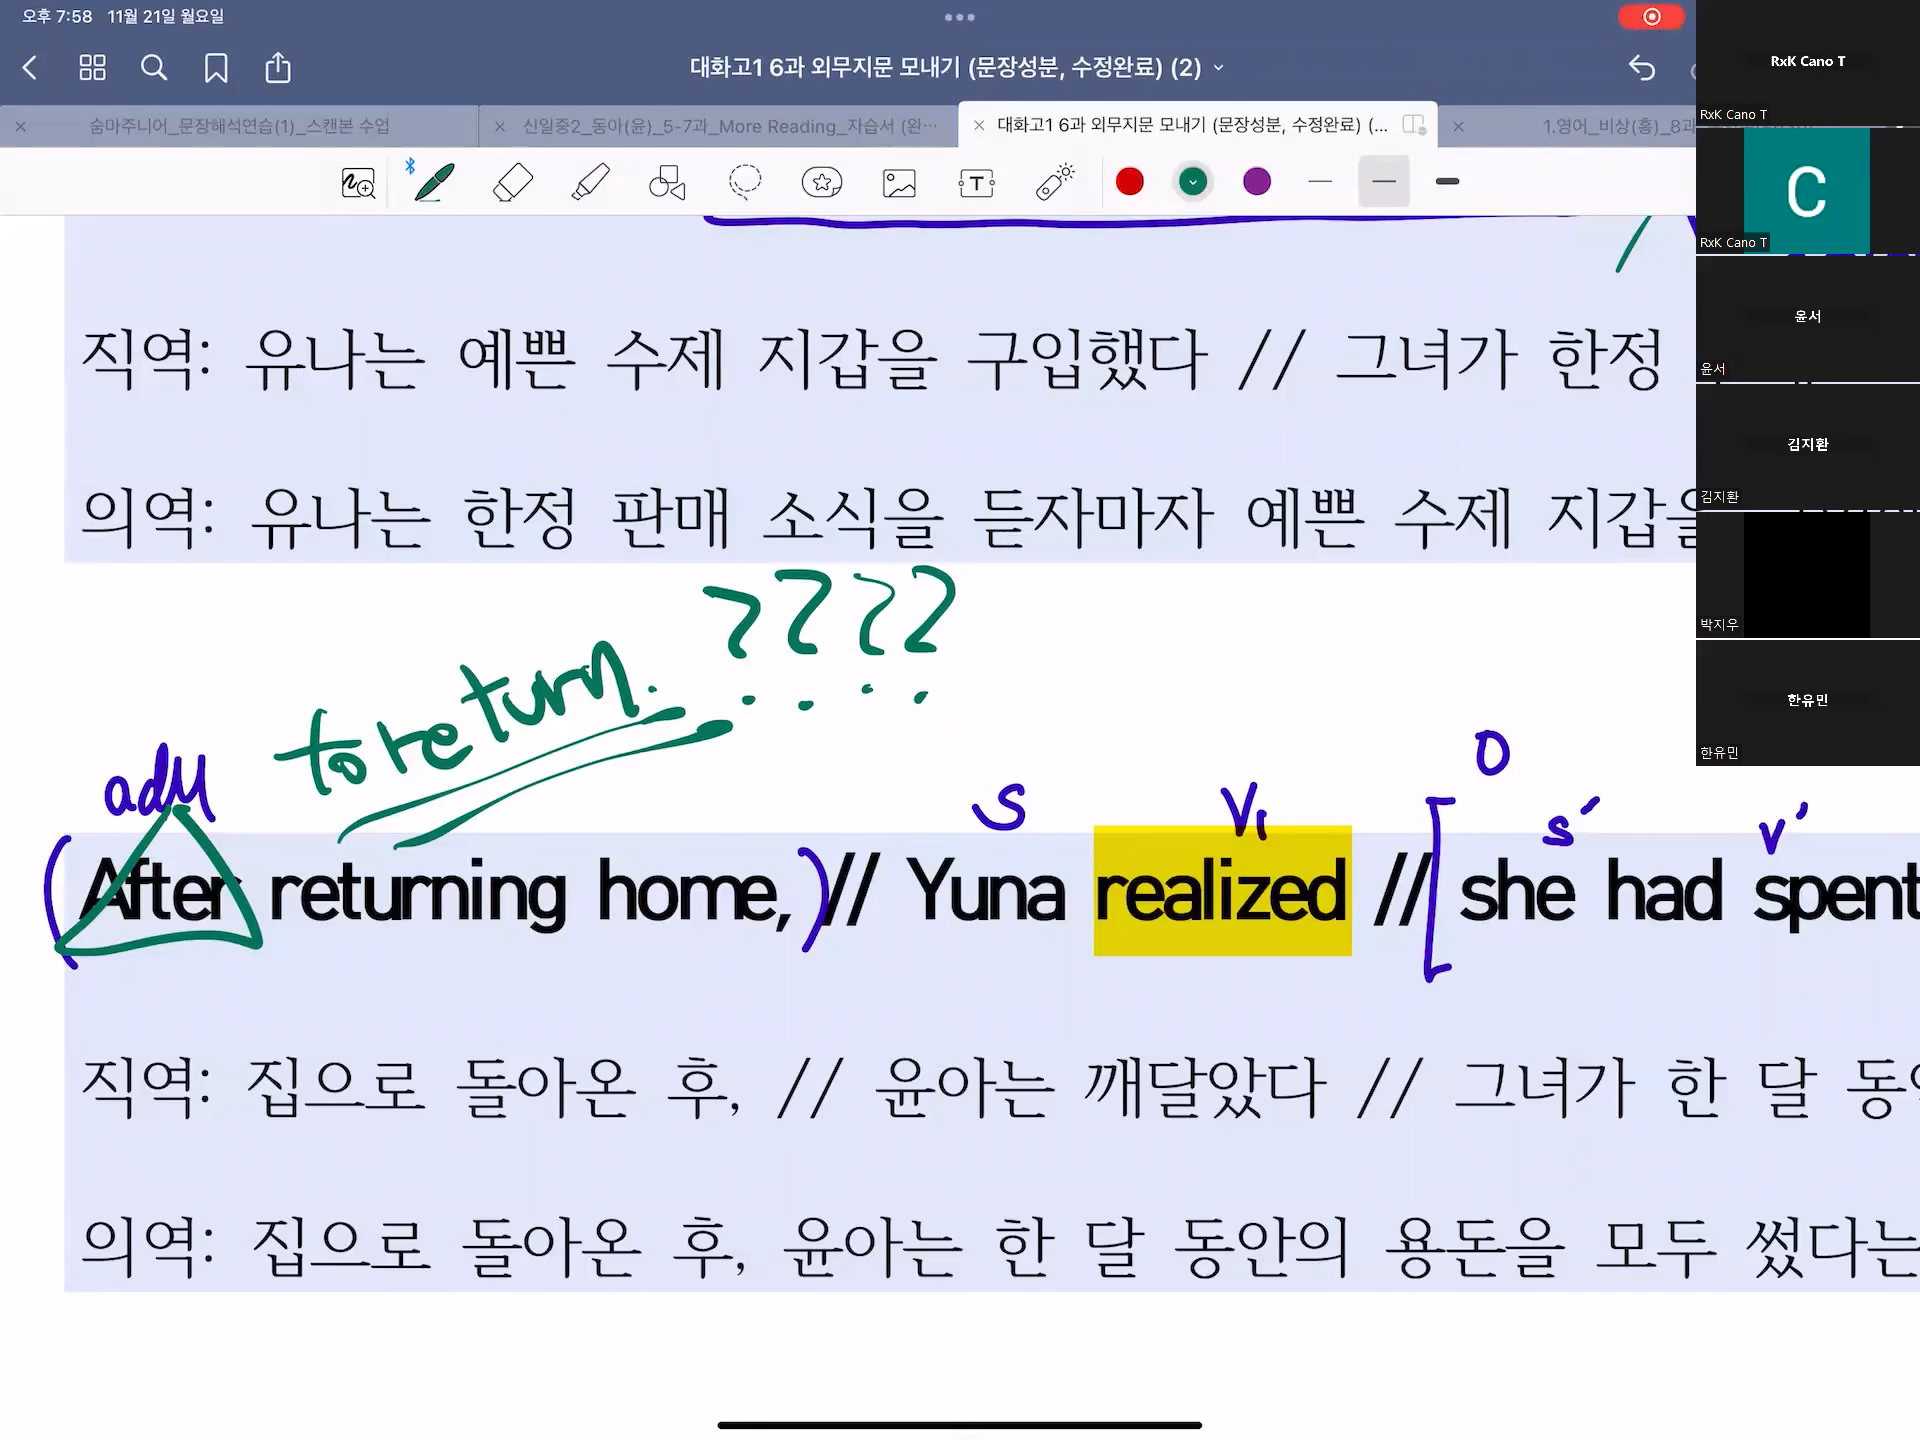 오후 7:58 11월 21일 월요일
대화고1 6과 외무지문 모내기 (문장성분, 수정완료) (2)
숨마주니어_문장해석연습(1)_스캔본 수업
신일중2_동아(윤)_5-7과_More Reading_자습서 (완…
대화고1 6과 외무지문 모내기 (문장성분, 수정완료) (...
1.영어_비상(홍)_8과
RxK Cano T
RxK Cano T
C
RxK Cano T
윤서
윤서
김지환
김지환
박지우
한유민
한유민
직역: 유나는 예쁜 수제 지갑을 구입했다 // 그녀가 한정
의역: 유나는 한정 판매 소식을 듣자마자 예쁜 수제 지갑을
to return. ????
adv S V₁ O s' v'
(After returning home,)// Yuna realized //[ she had spent
직역: 집으로 돌아온 후, // 윤아는 깨달았다 // 그녀가 한 달
의역: 집으로 돌아온 후, 윤아는 한 달 동안의 용돈을 모두 썼다는